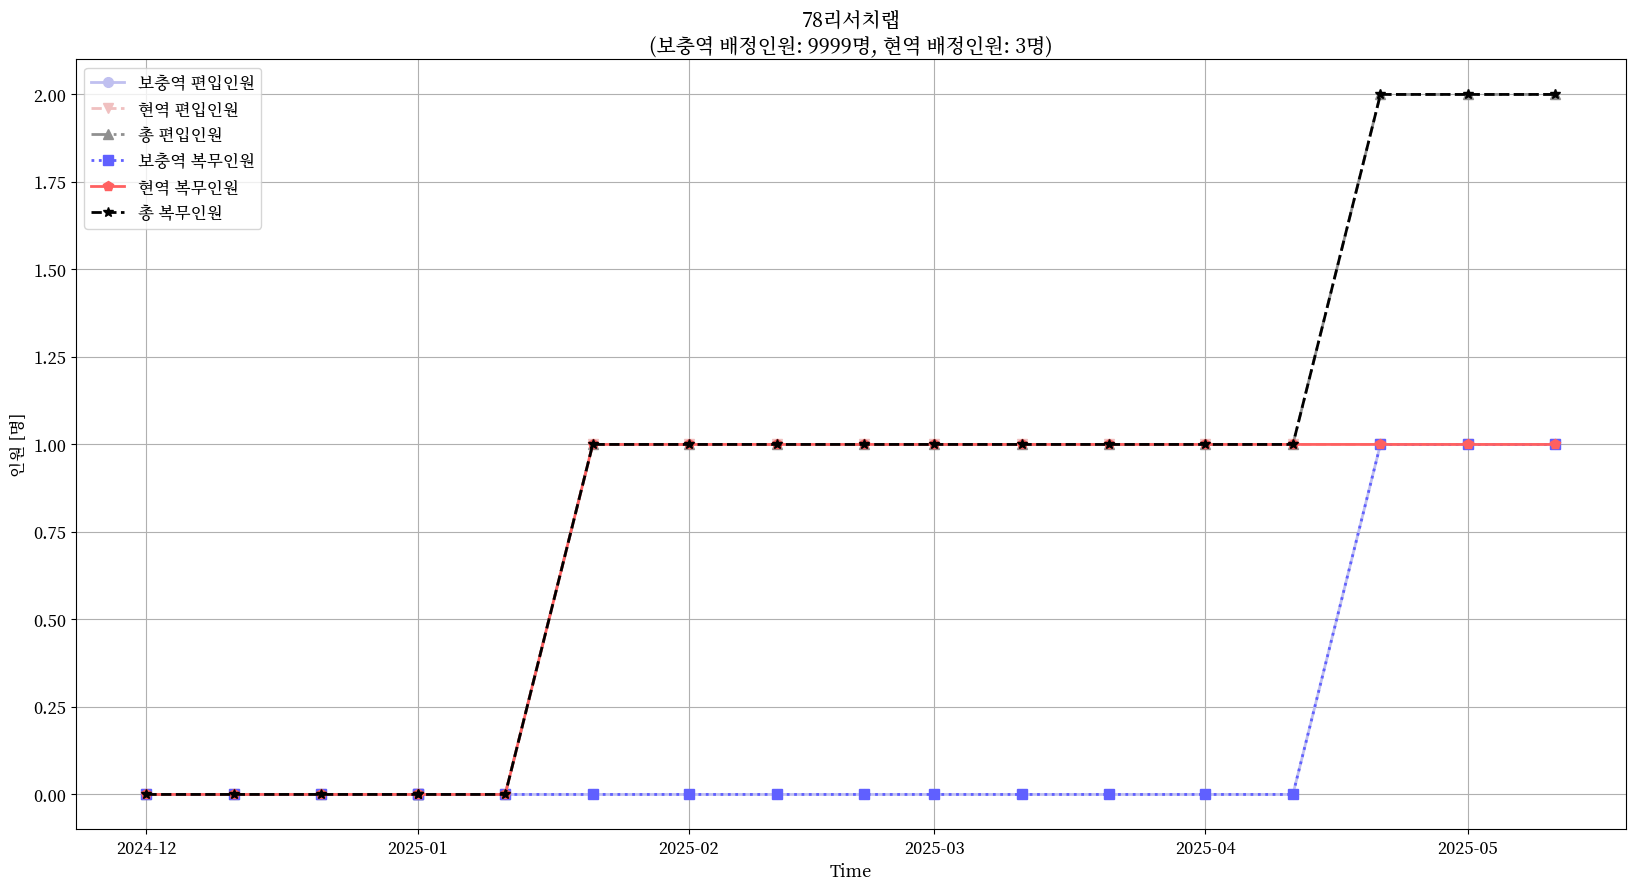 78리서치랩
(보충역 배정인원: 9999명, 현역 배정인원: 3명)
보충역 편입인원
현역 편입인원
총 편입인원
보충역 복무인원
현역 복무인원
총 복무인원
2.00
1.75
1.50
1.25
1.00
0.75
0.50
0.25
0.00
인원 [명]
2024-12
2025-01
2025-02
2025-03
2025-04
2025-05
Time